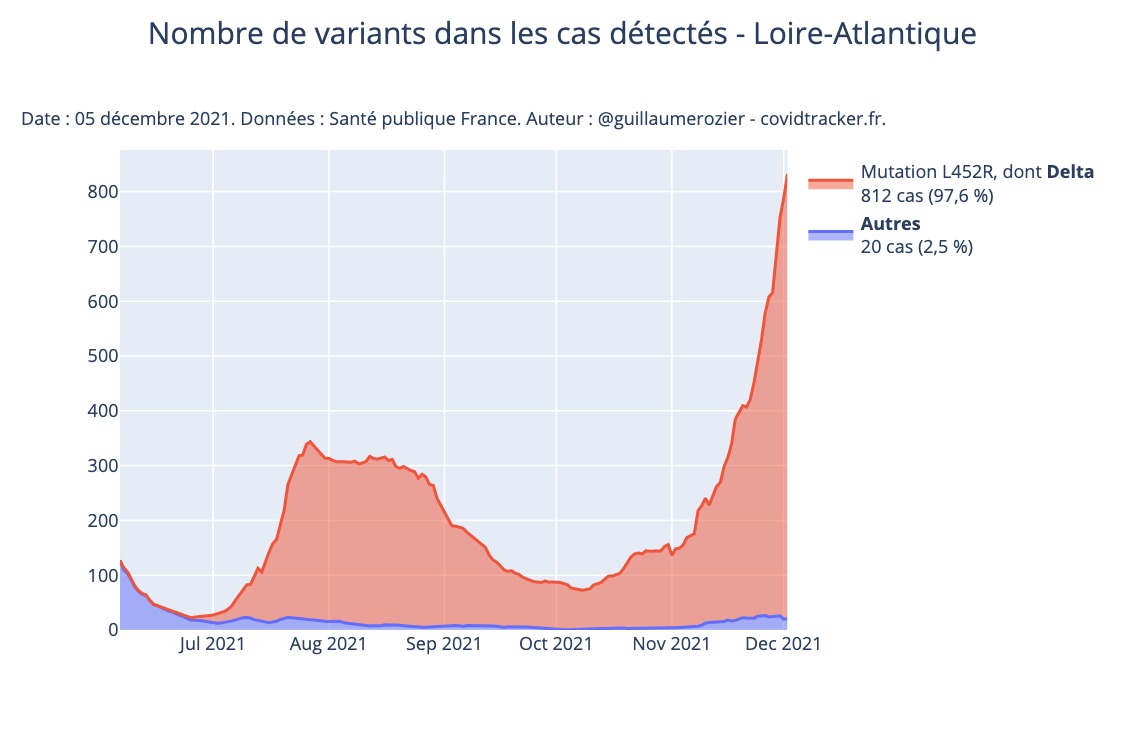 Nombre de variants dans les cas détectés - Loire-Atlantique
Date : 05 décembre 2021. Données : Santé publique France. Auteur : @guillaumerozier - covidtracker.fr.
Mutation L452R, dont Delta
812 cas (97,6 %)
Autres
20 cas (2,5 %)
800
700
600
500
400
300
200
100
0
Jul 2021 Aug 2021 Sep 2021 Oct 2021 Nov 2021 Dec 2021